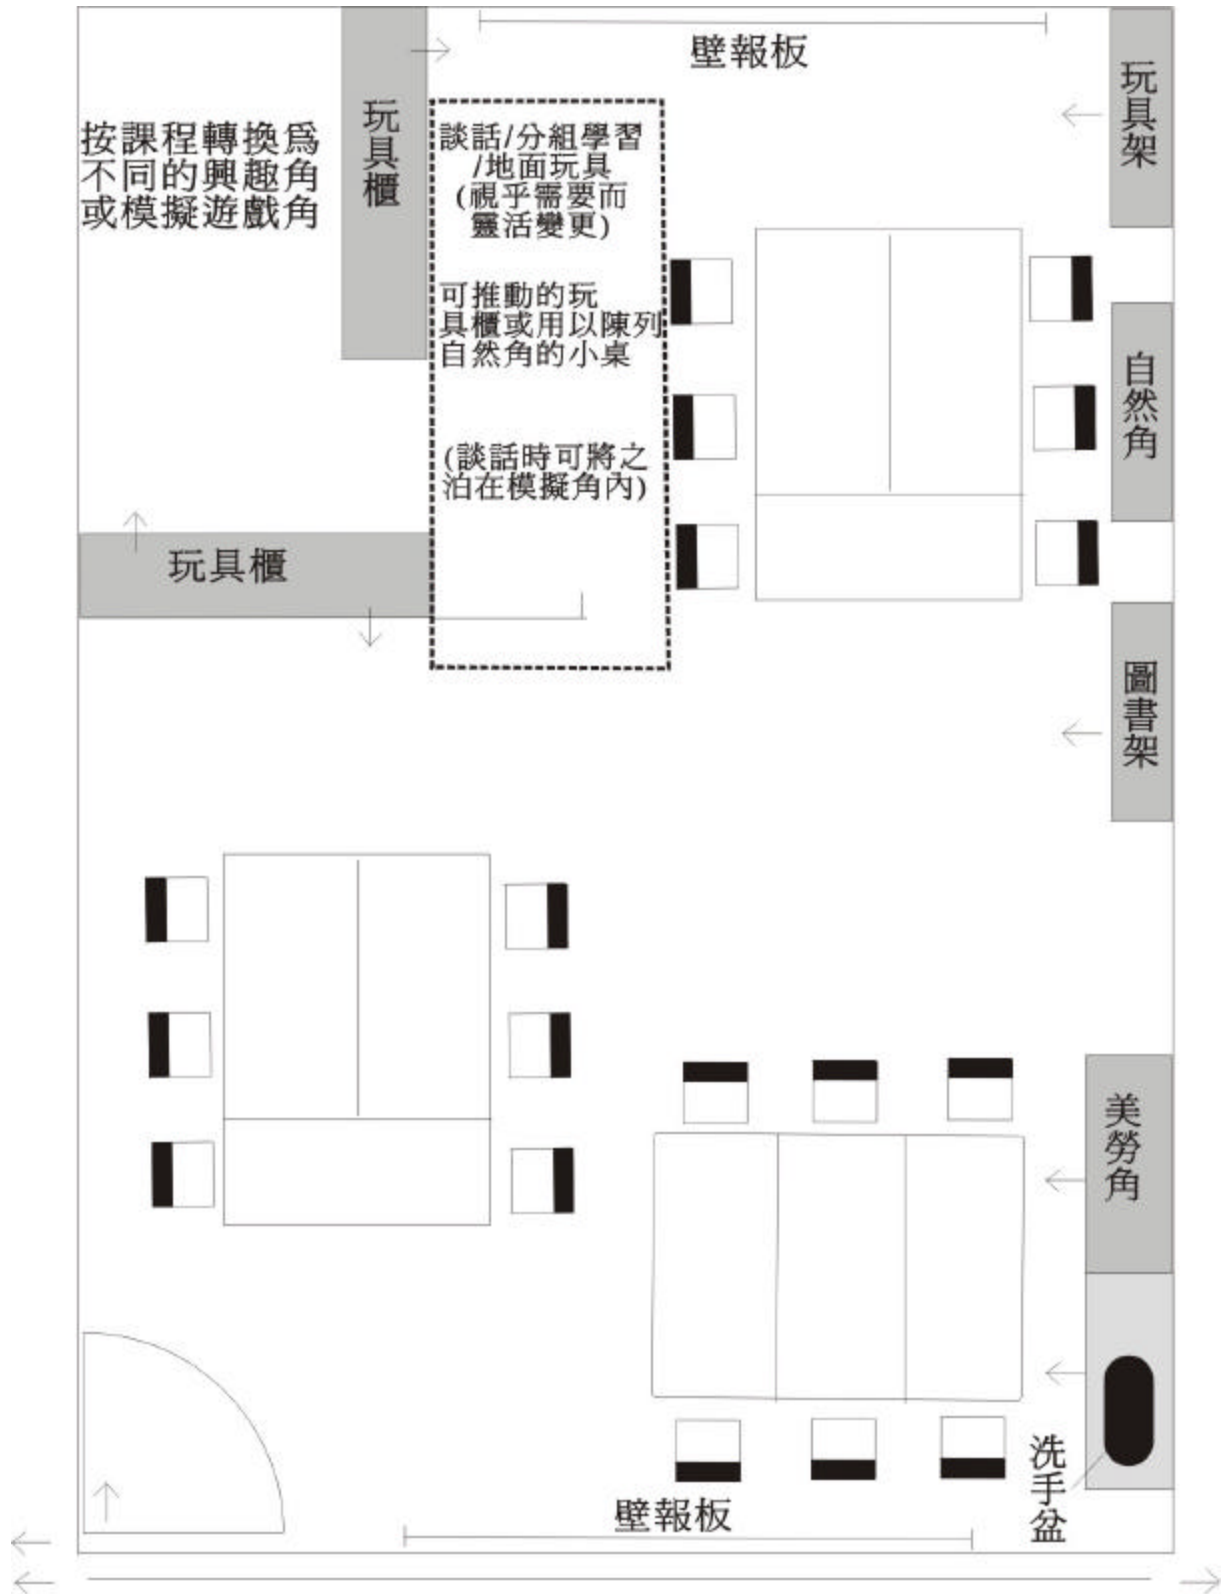 壁報板
玩具架
玩具櫃
按課程轉換爲
不同的興趣角
或模擬遊戲角
談話/分組學習
/地面玩具
(視乎需要而
靈活變更)
可推動的玩
具櫃或用以陳列
自然角的小桌
(談話時可將之
泊在模擬角內)
自然角
玩具櫃
圖書架
美勞角
洗手盆
壁報板